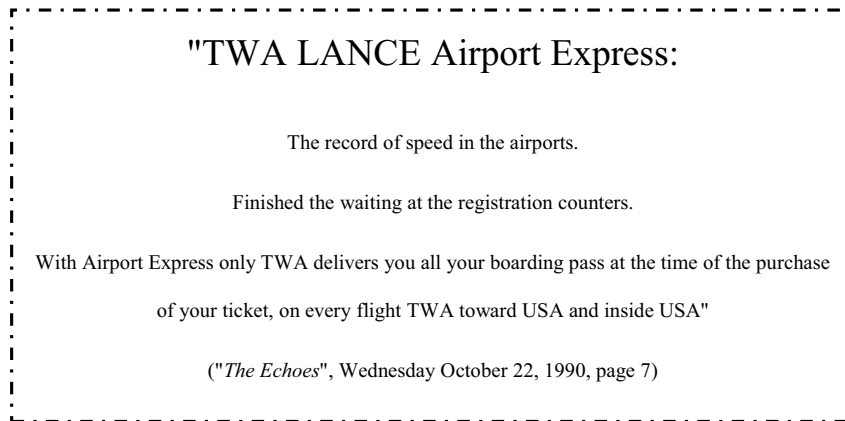 "TWA LANCE Airport Express:
The record of speed in the airports.
Finished the waiting at the registration counters.
With Airport Express only TWA delivers you all your boarding pass at the time of the purchase
of your ticket, on every flight TWA toward USA and inside USA"
("The Echoes", Wednesday October 22, 1990, page 7)